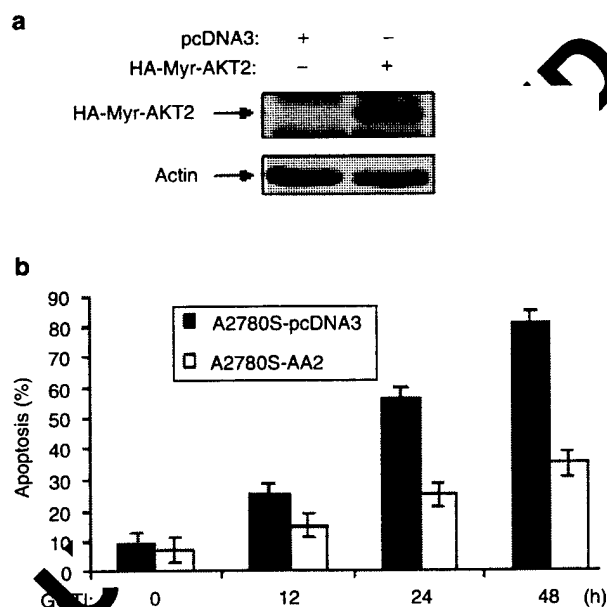 a
pcDNA3: + –
HA-Myr-AKT2: – +
HA-Myr-AKT2
Actin
b
90
80
70
60
50
40
30
20
10
0
Apoptosis (%)
A2780S-pcDNA3
A2780S-AA2
0 12 24 48 (h)